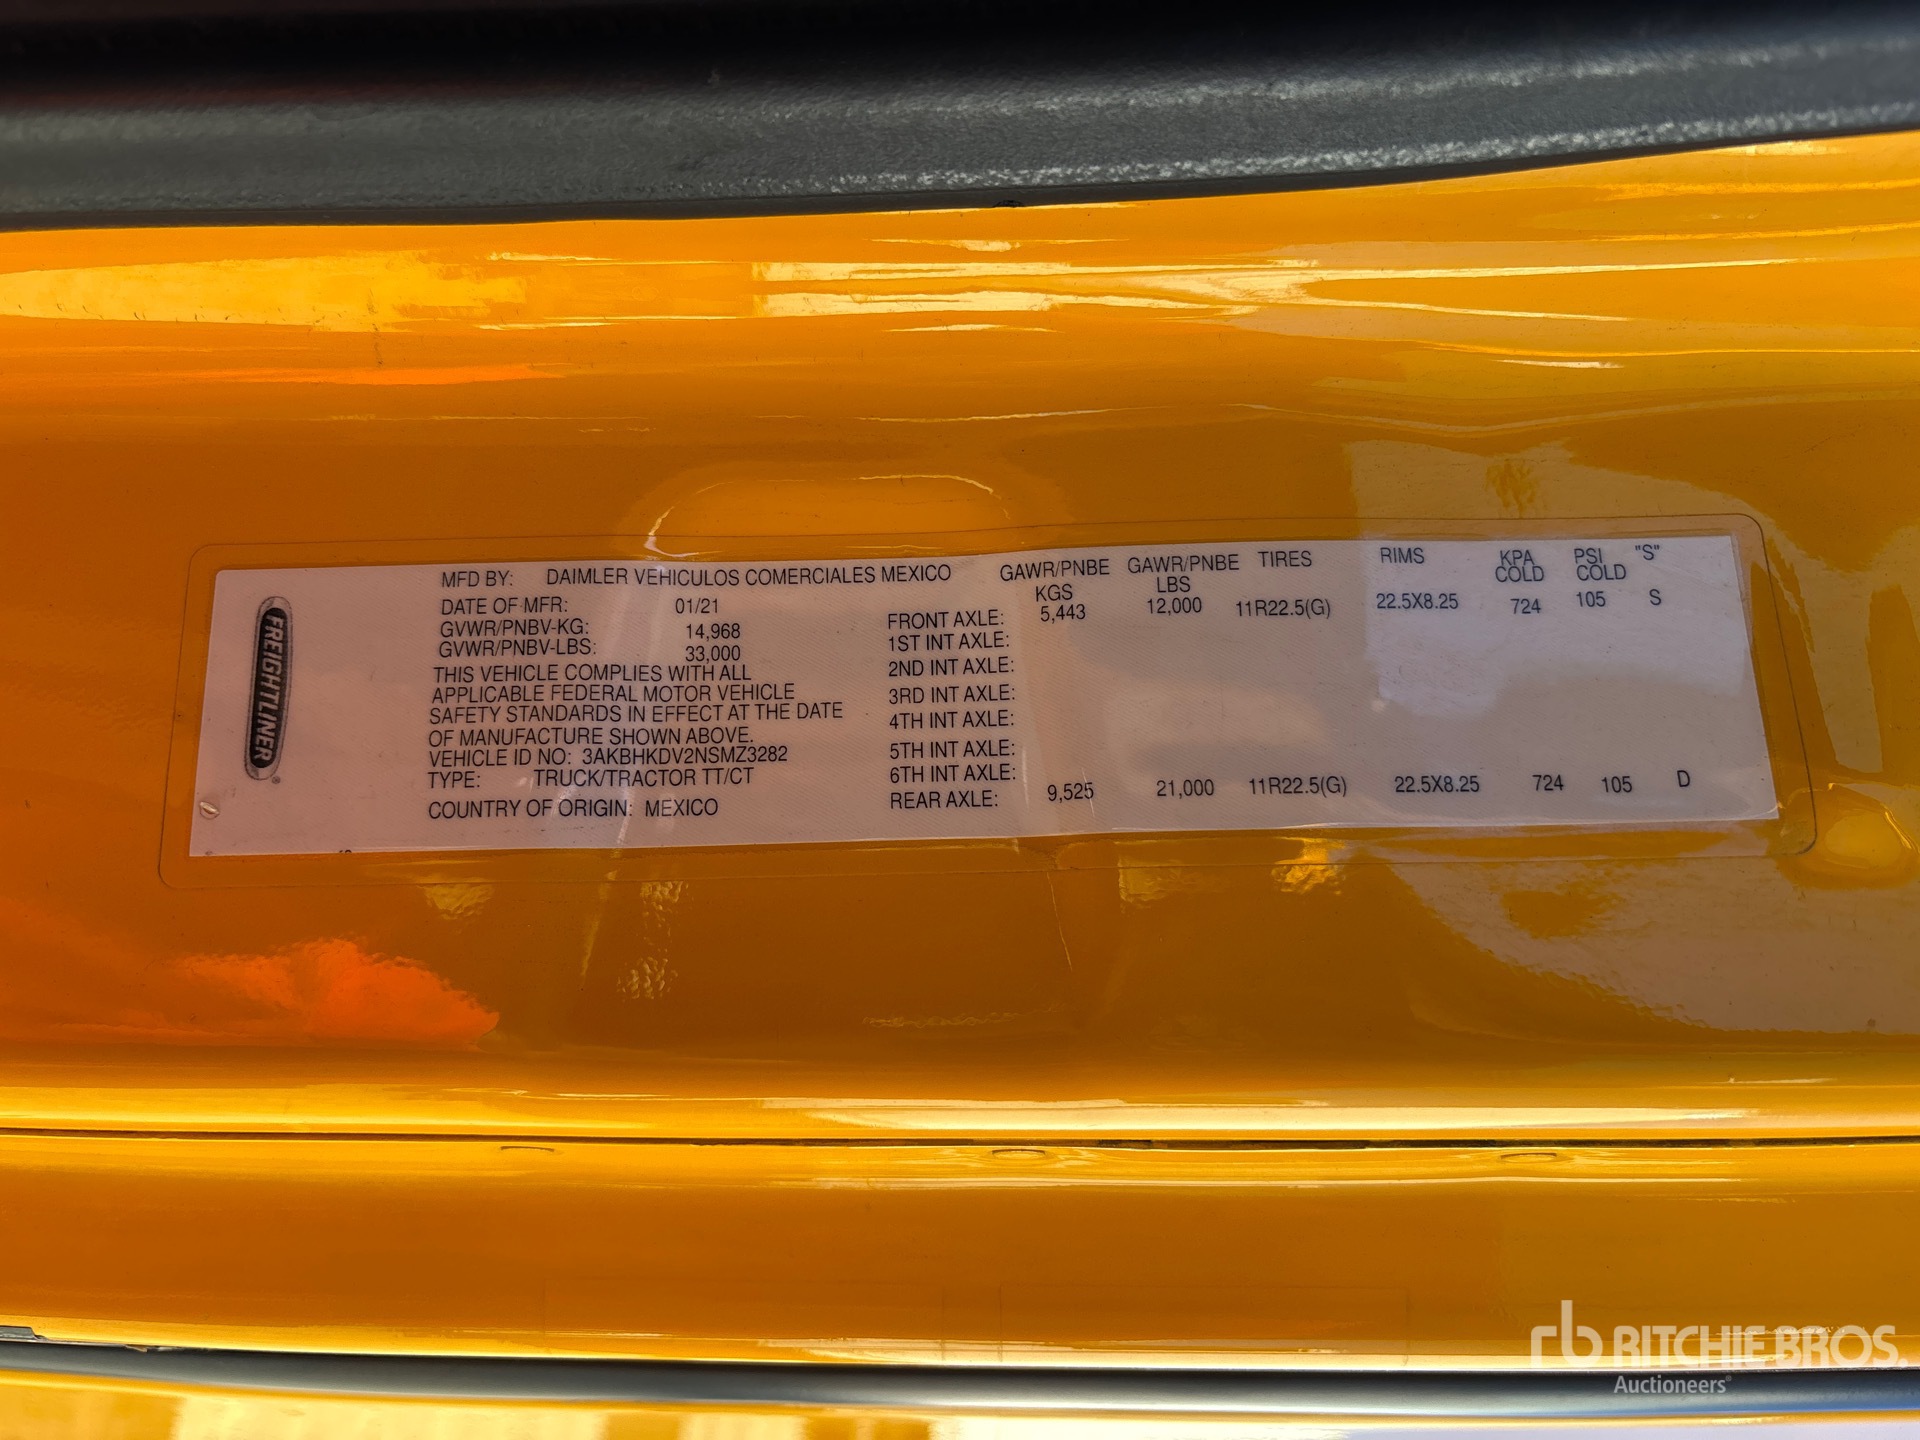 FREIGHTLINER®
MFD BY: DAIMLER VEHICULOS COMERCIALES MEXICO
DATE OF MFR: 01/21
GVWR/PNBV-KG: 14,968
GVWR/PNBV-LBS: 33,000
THIS VEHICLE COMPLIES WITH ALL
APPLICABLE FEDERAL MOTOR VEHICLE
SAFETY STANDARDS IN EFFECT AT THE DATE
OF MANUFACTURE SHOWN ABOVE.
VEHICLE ID NO: 3AKBHKDV2NSMZ3282
TYPE: TRUCK/TRACTOR TT/CT
COUNTRY OF ORIGIN: MEXICO
GAWR/PNBE GAWR/PNBE TIRES RIMS KPA PSI "S"
KGS LBS COLD COLD
FRONT AXLE: 5,443 12,000 11R22.5(G) 22.5X8.25 724 105 S
1ST INT AXLE:
2ND INT AXLE:
3RD INT AXLE:
4TH INT AXLE:
5TH INT AXLE:
6TH INT AXLE:
REAR AXLE: 9,525 21,000 11R22.5(G) 22.5X8.25 724 105 D
rb RITCHIE BROS.
Auctioneers®